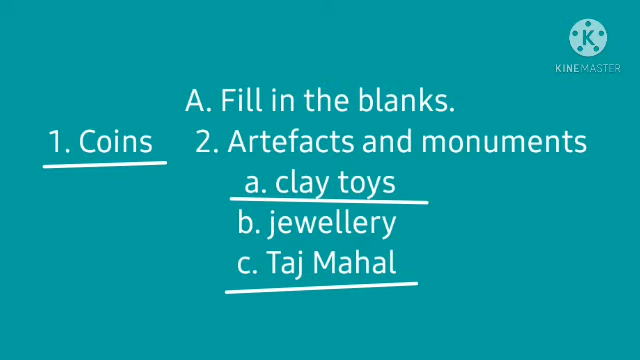 KINEMASTER
A. Fill in the blanks.
1. Coins 2. Artefacts and monuments
a. clay toys
b. jewellery
c. Taj Mahal